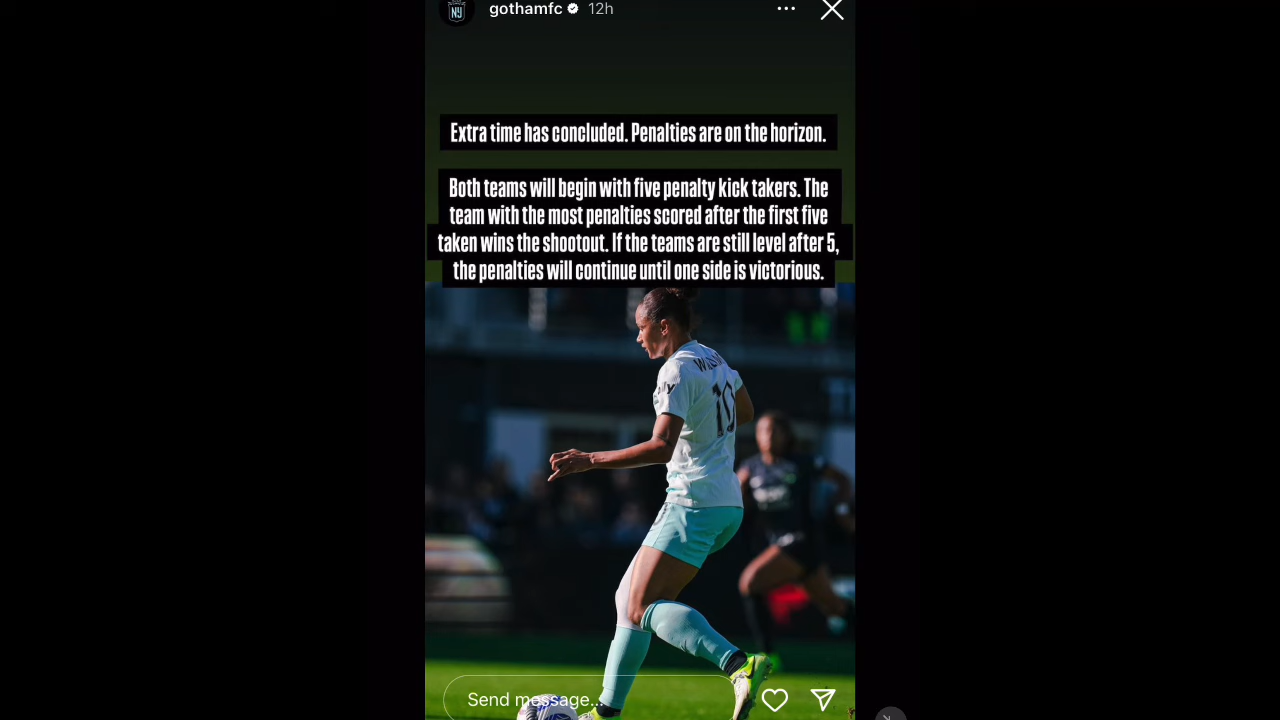 NY
gothamfc 12h
Extra time has concluded. Penalties are on the horizon.
Both teams will begin with five penalty kick takers. The
team with the most penalties scored after the first five
taken wins the shootout. If the teams are still level after 5,
the penalties will continue until one side is victorious.
10
Send message...